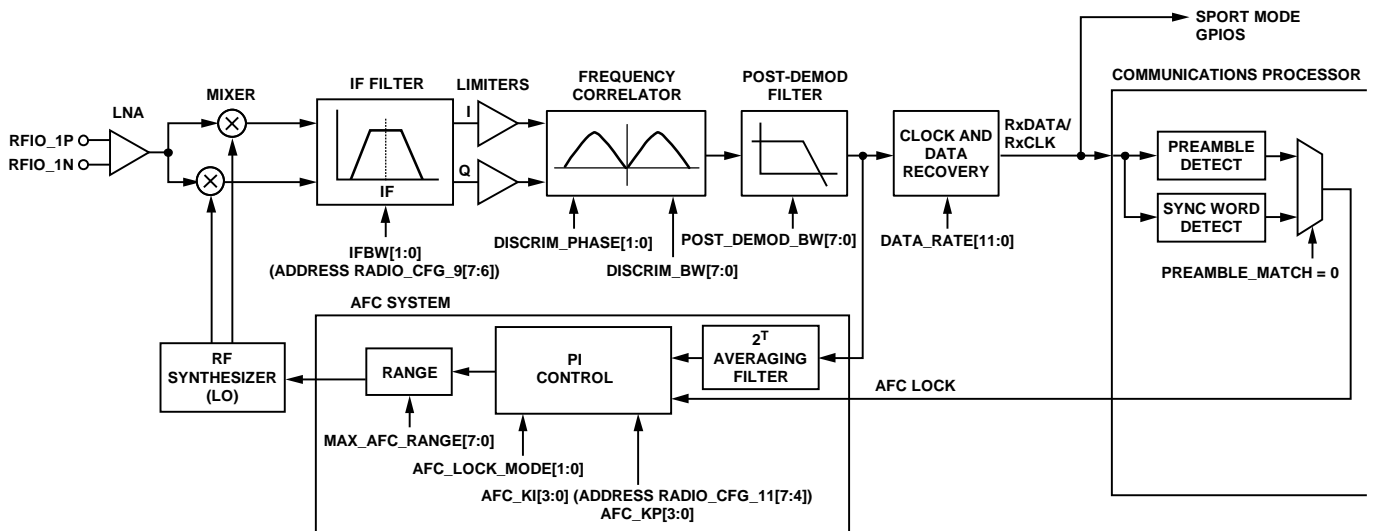 SPORT MODE
GPIOS
COMMUNICATIONS PROCESSOR
LNA
MIXER
IF FILTER
LIMITERS
FREQUENCY
CORRELATOR
POST-DEMOD
FILTER
RFIO_1P
RFIO_1N
I
Q
IF
CLOCK AND
DATA
RECOVERY
RxDATA/
RxCLK
PREAMBLE
DETECT
SYNC WORD
DETECT
IFBW[1:0]
(ADDRESS RADIO_CFG_9[7:6])
DISCRIM_PHASE[1:0]
DISCRIM_BW[7:0]
POST_DEMOD_BW[7:0]
DATA_RATE[11:0]
PREAMBLE_MATCH = 0
AFC SYSTEM
RF
SYNTHESIZER
(LO)
RANGE
PI
CONTROL
2T
AVERAGING
FILTER
AFC LOCK
MAX_AFC_RANGE[7:0]
AFC_LOCK_MODE[1:0]
AFC_KI[3:0] (ADDRESS RADIO_CFG_11[7:4])
AFC_KP[3:0]